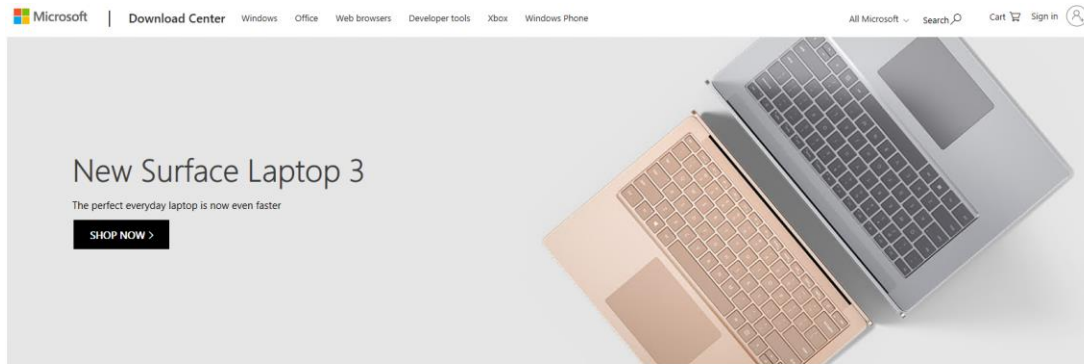 Microsoft Download Center Windows Office Web browsers Developer tools Xbox Windows Phone All Microsoft Search Cart Sign in
New Surface Laptop 3
The perfect everyday laptop is now even faster
SHOP NOW >